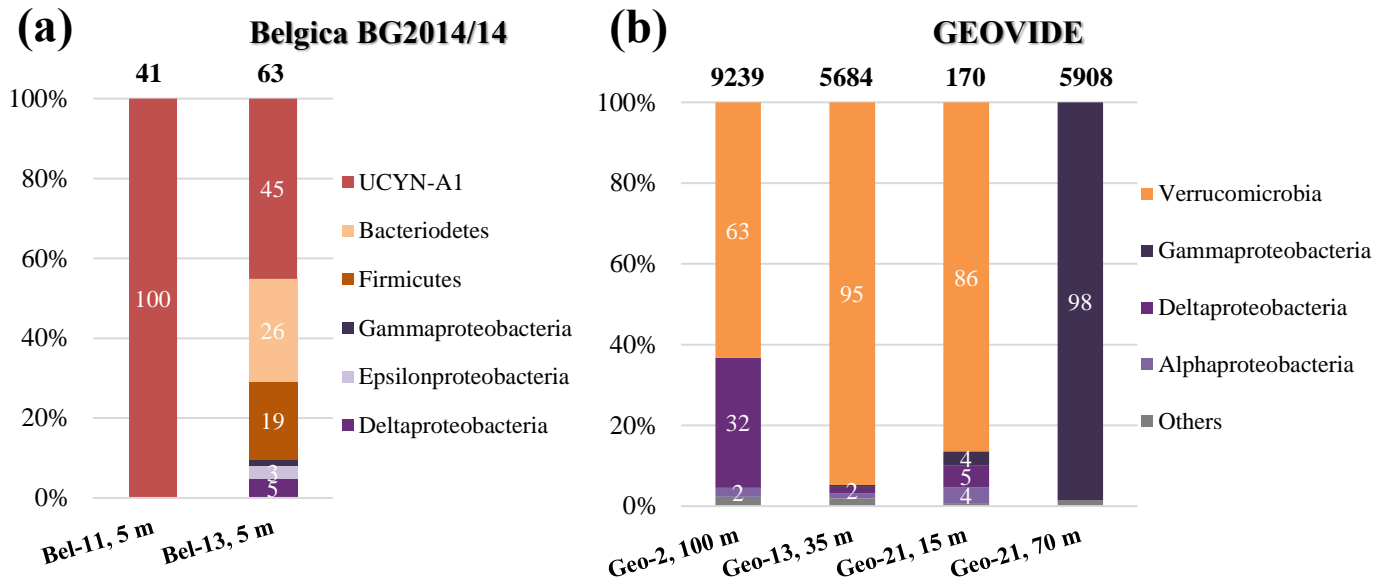 (a)
Belgica BG2014/14
41 63
100%
80%
60%
40%
20%
0%
100
45
26
19
3
5
Bel-11, 5 m
Bel-13, 5 m
UCYN-A1
Bacteriodetes
Firmicutes
Gammaproteobacteria
Epsilonproteobacteria
Deltaproteobacteria
(b)
GEOVIDE
9239 5684 170 5908
100%
80%
60%
40%
20%
0%
63
32
2
95
2
86
4
5
4
98
Geo-2, 100 m
Geo-13, 35 m
Geo-21, 15 m
Geo-21, 70 m
Verrucomicrobia
Gammaproteobacteria
Deltaproteobacteria
Alphaproteobacteria
Others